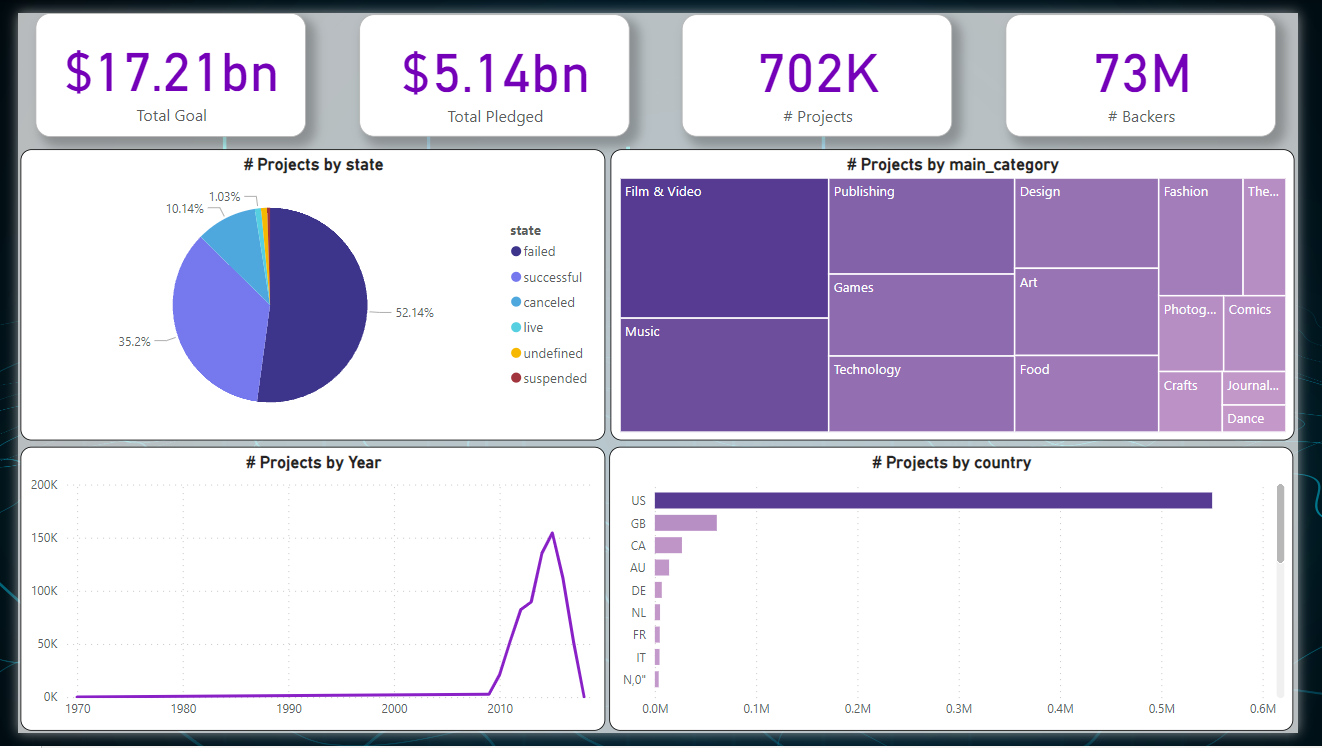 $17.21bn
Total Goal
$5.14bn
Total Pledged
702K
# Projects
73M
# Backers
# Projects by state
1.03%
10.14%
35.2%
52.14%
state
failed
successful
canceled
live
undefined
suspended
# Projects by main_category
Film & Video
Music
Publishing
Games
Technology
Design
Art
Food
Fashion
The...
Photog...
Comics
Crafts
Journal...
Dance
# Projects by Year
200K
150K
100K
50K
0K
1970 1980 1990 2000 2010
# Projects by country
US
GB
CA
AU
DE
NL
FR
IT
N,0"
0.0M 0.1M 0.2M 0.3M 0.4M 0.5M 0.6M